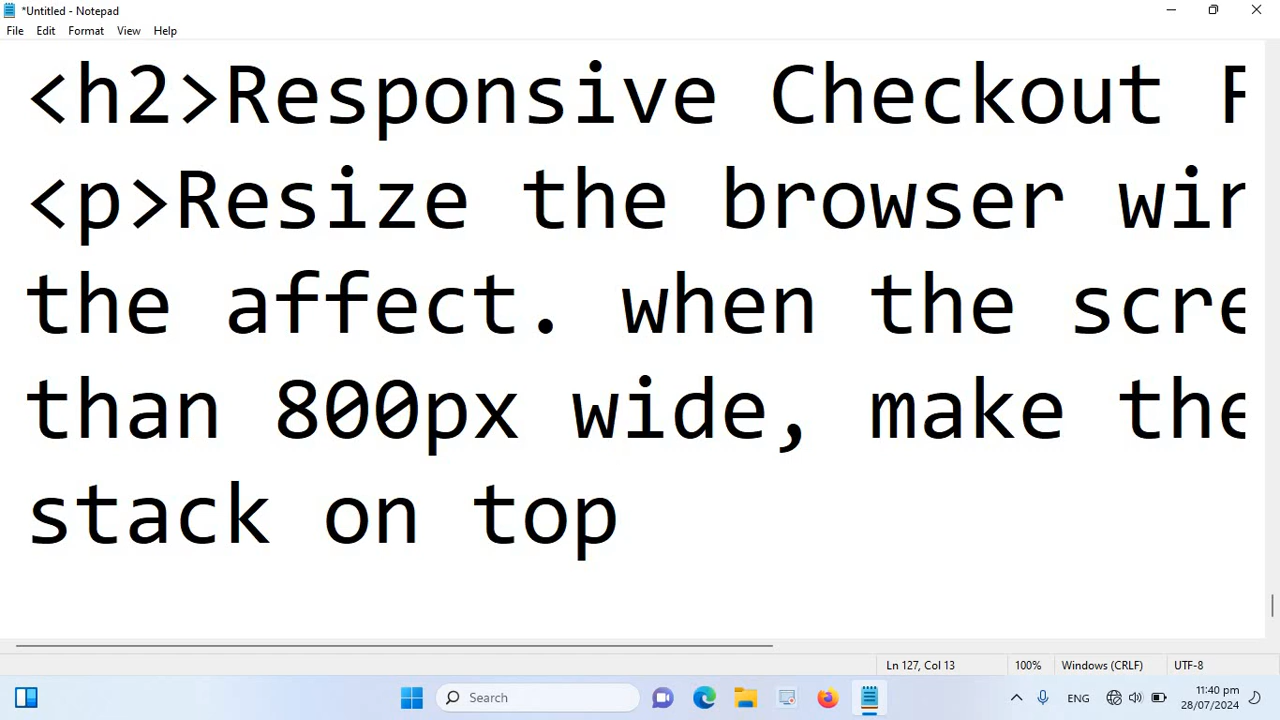 *Untitled - Notepad
File Edit Format View Help
<h2>Responsive Checkout F
<p>Resize the browser win
the affect. when the scre
than 800px wide, make the
stack on top
Ln 127, Col 13 100% Windows (CRLF) UTF-8
Search ENG 11:40 pm
28/07/2024